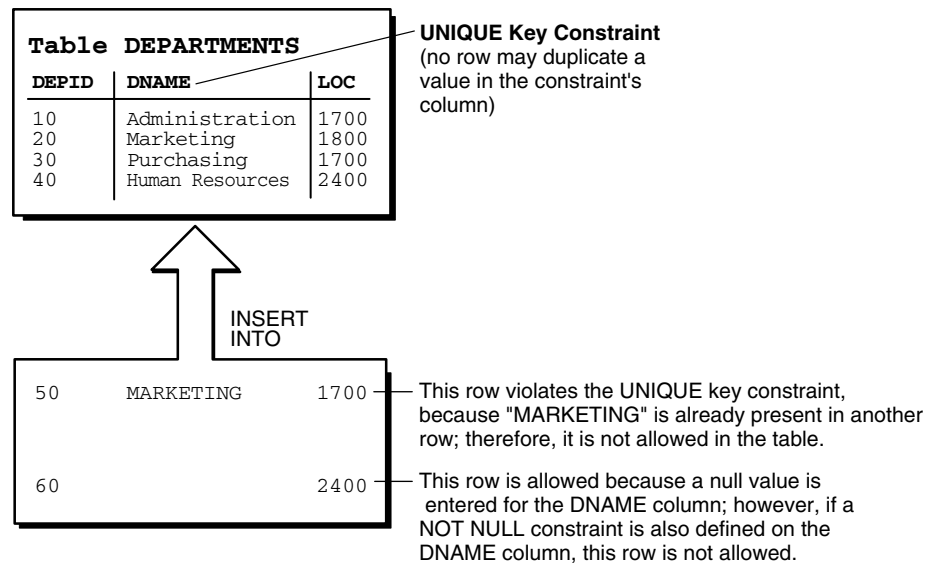 Table DEPARTMENTS
DEPID DNAME LOC
10 Administration 1700
20 Marketing 1800
30 Purchasing 1700
40 Human Resources 2400
UNIQUE Key Constraint
(no row may duplicate a
value in the constraint's
column)
INSERT
INTO
50 MARKETING 1700
This row violates the UNIQUE key constraint,
because "MARKETING" is already present in another
row; therefore, it is not allowed in the table.
60 2400
This row is allowed because a null value is
entered for the DNAME column; however, if a
NOT NULL constraint is also defined on the
DNAME column, this row is not allowed.